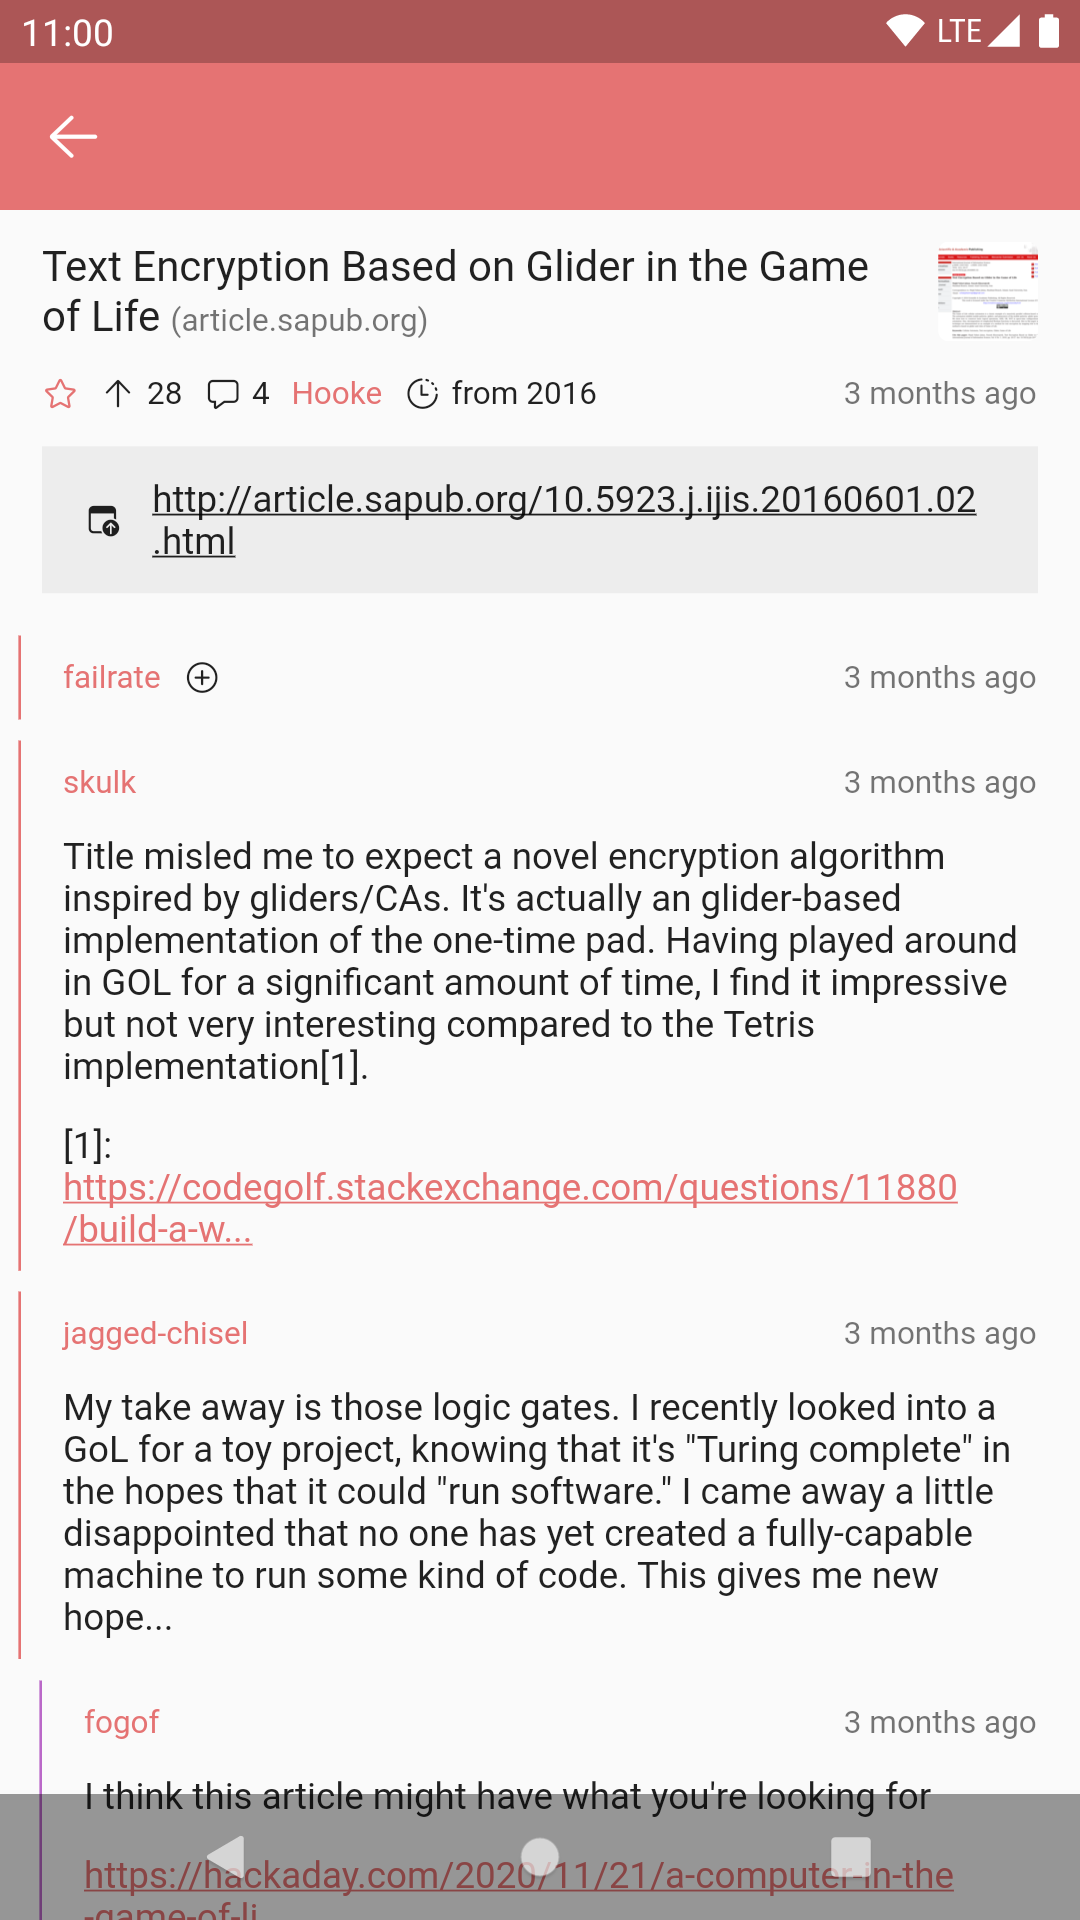 11:00
LTE
Text Encryption Based on Glider in the Game
of Life (article.sapub.org)
28 4 Hooke from 2016 3 months ago
http://article.sapub.org/10.5923.j.ijis.20160601.02
.html
failrate 3 months ago
skulk 3 months ago
Title misled me to expect a novel encryption algorithm
inspired by gliders/CAs. It's actually an glider-based
implementation of the one-time pad. Having played around
in GOL for a significant amount of time, I find it impressive
but not very interesting compared to the Tetris
implementation[1].
[1]:
https://codegolf.stackexchange.com/questions/11880
/build-a-w...
jagged-chisel 3 months ago
My take away is those logic gates. I recently looked into a
GoL for a toy project, knowing that it's "Turing complete" in
the hopes that it could "run software." I came away a little
disappointed that no one has yet created a fully-capable
machine to run some kind of code. This gives me new
hope...
fogof 3 months ago
I think this article might have what you're looking for
https://hackaday.com/2020/11/21/a-computer-in-the
-game-of-li